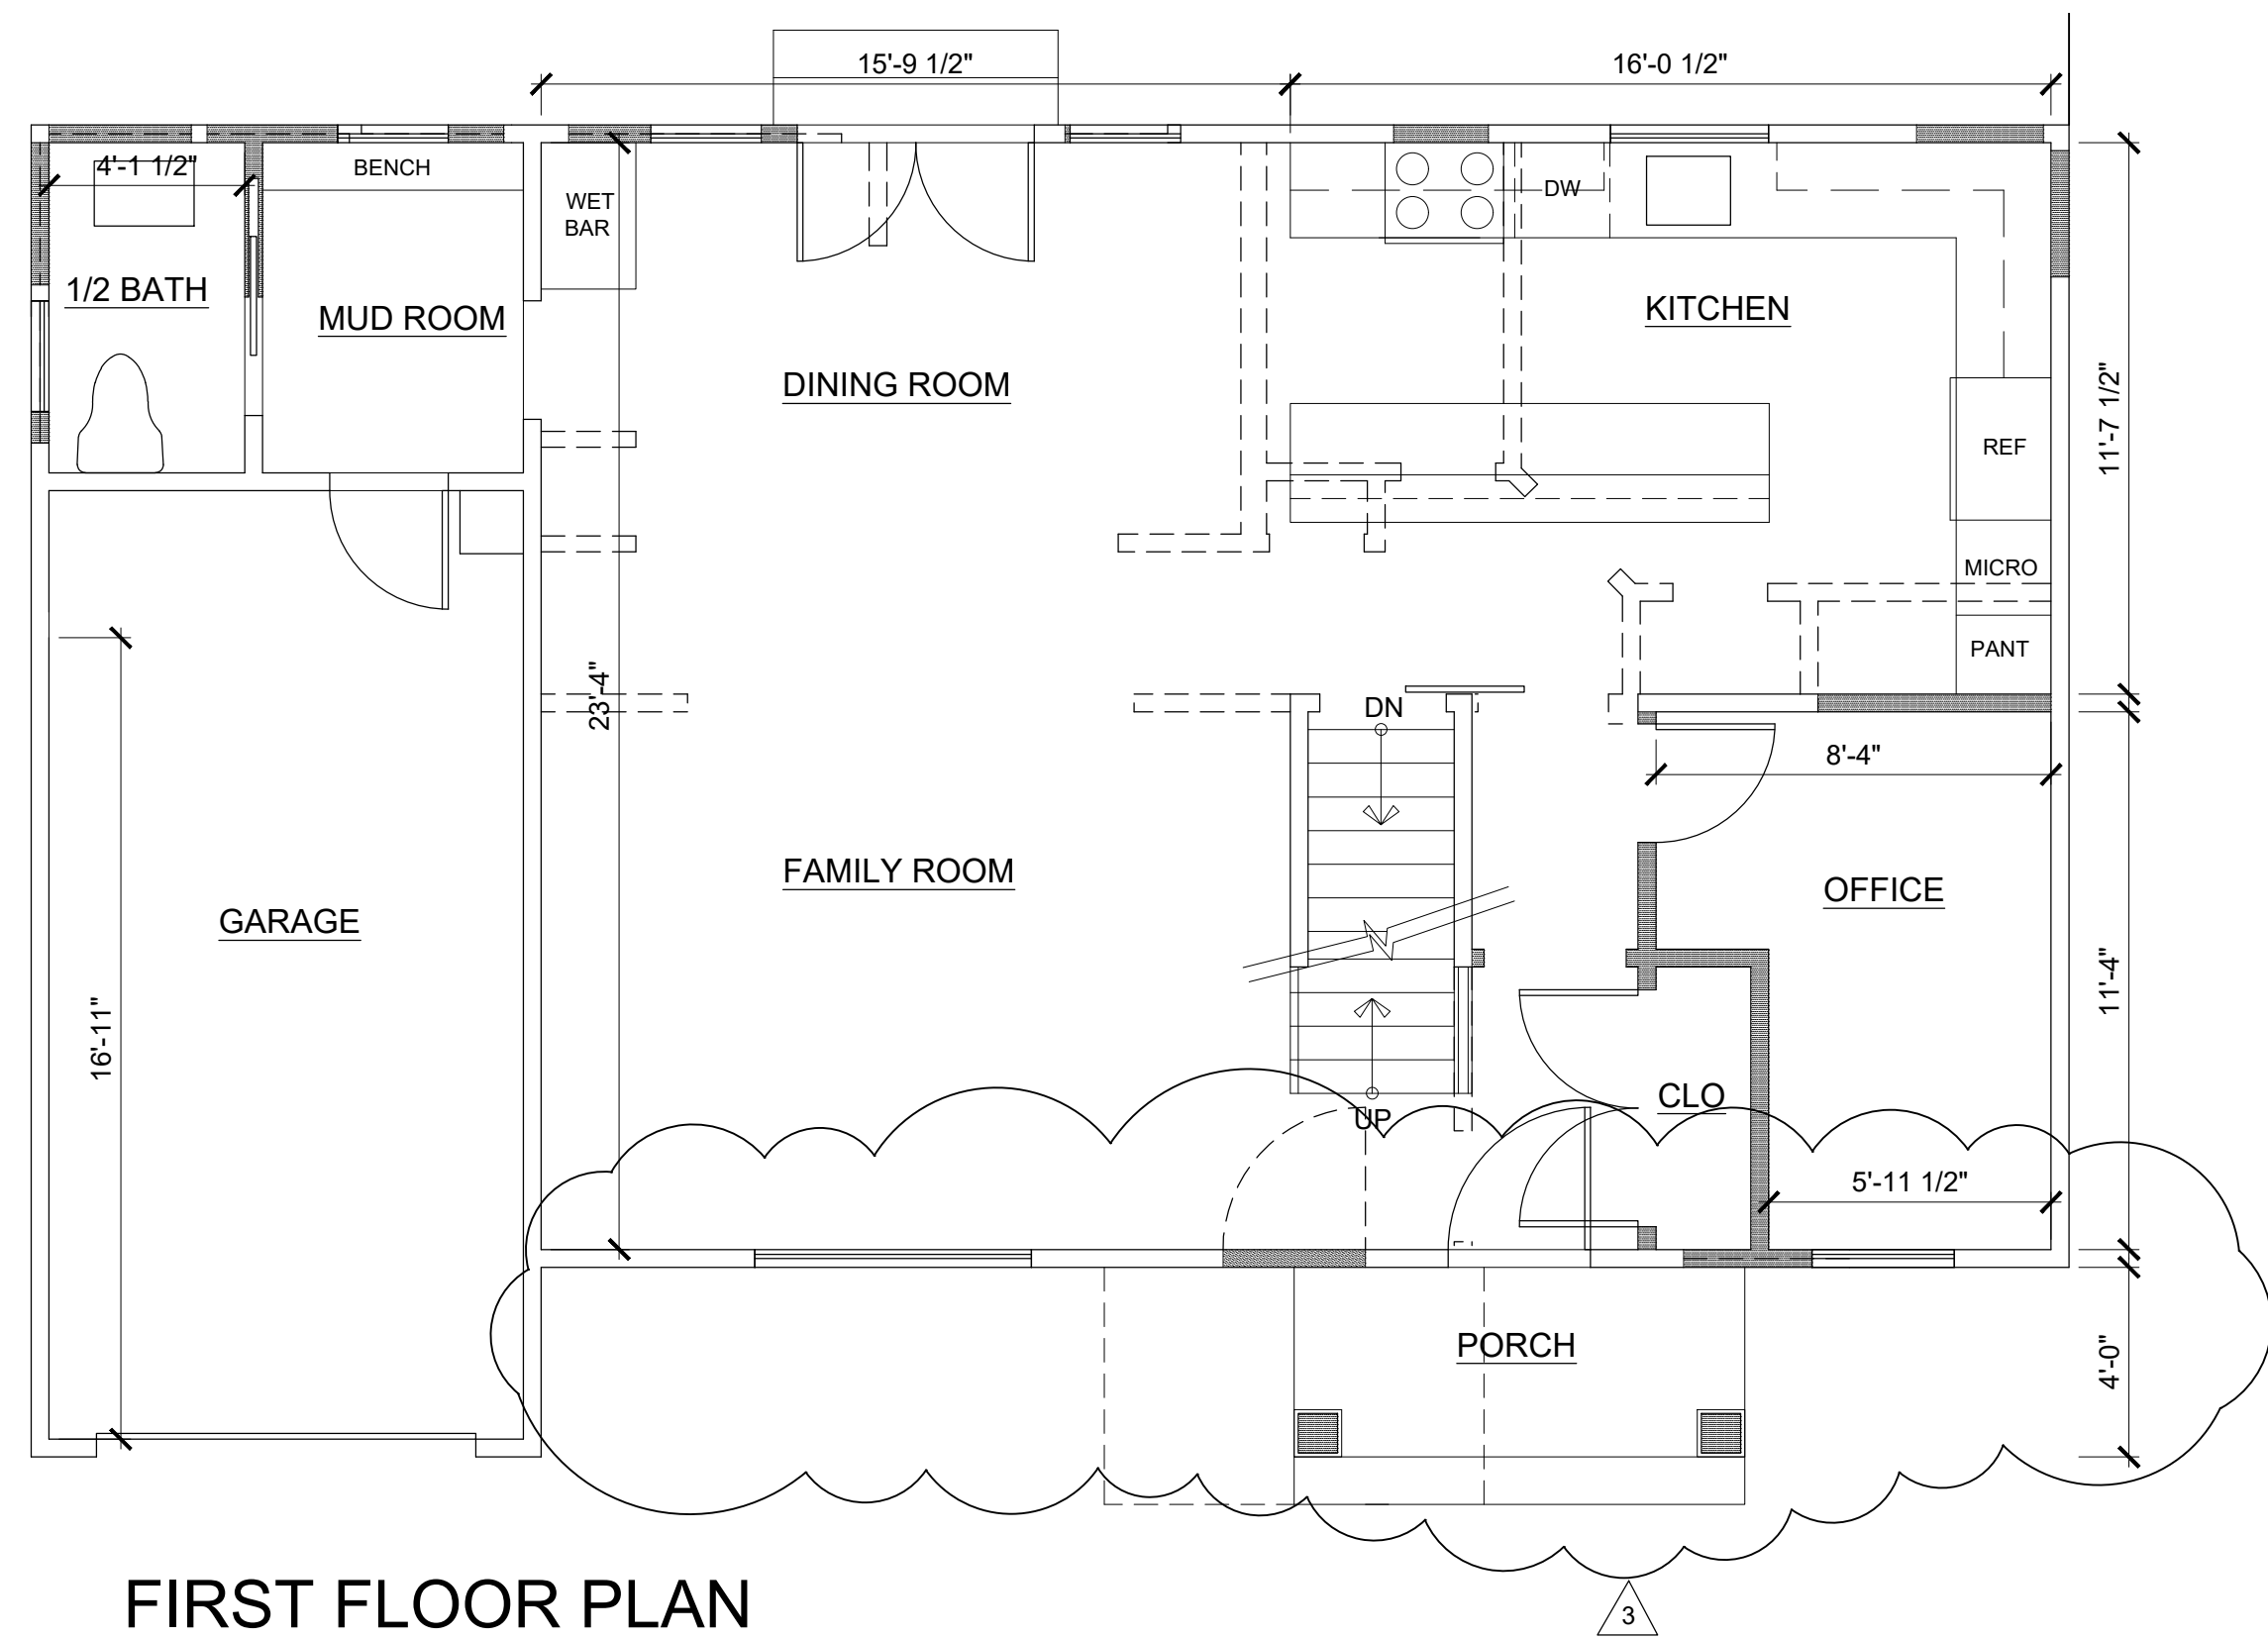 15'-9 1/2"
16'-0 1/2"
4'-1 1/2"
BENCH
WET
BAR
DW
1/2 BATH
MUD ROOM
KITCHEN
DINING ROOM
11'-7 1/2"
REF
MICRO
PANT
23'-4"
DN
8'-4"
FAMILY ROOM
OFFICE
GARAGE
16'-11"
11'-4"
CLO
UP
5'-11 1/2"
PORCH
4'-0"
FIRST FLOOR PLAN
3